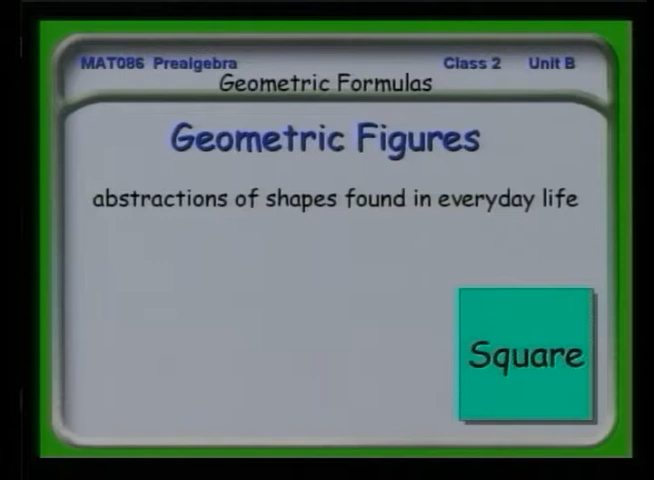 MAT086 Prealgebra Class 2 Unit B
Geometric Formulas
Geometric Figures
abstractions of shapes found in everyday life
Square